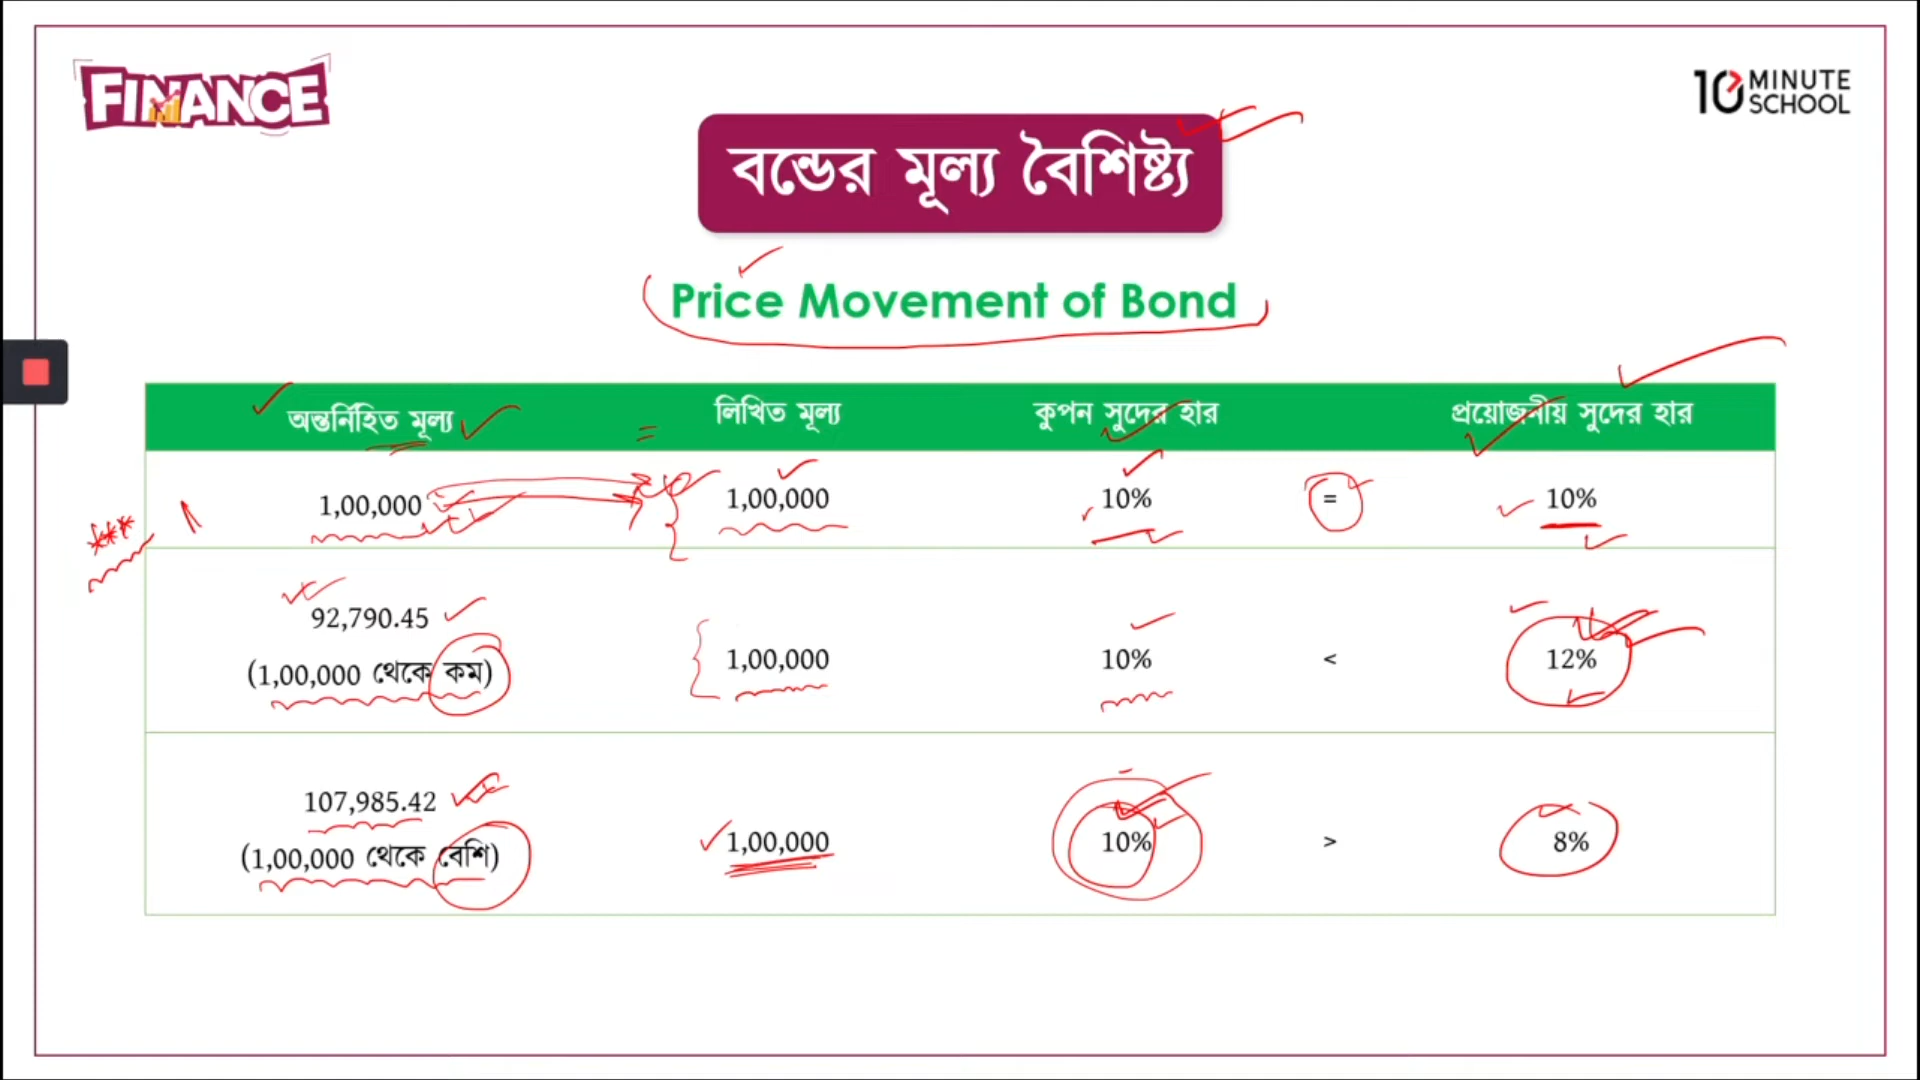 FINANCE
10 MINUTE SCHOOL
বন্ডের মূল্য বৈশিষ্ট্য
Price Movement of Bond
অন্তর্নিহিত মূল্য লিখিত মূল্য কুপন সুদের হার প্রয়োজনীয় সুদের হার
=
1,00,000 1,00,000 10% = 10%
***
92,790.45
(1,00,000 থেকে কম) 1,00,000 10% < 12%
107,985.42
(1,00,000 থেকে বেশি) 1,00,000 10% > 8%